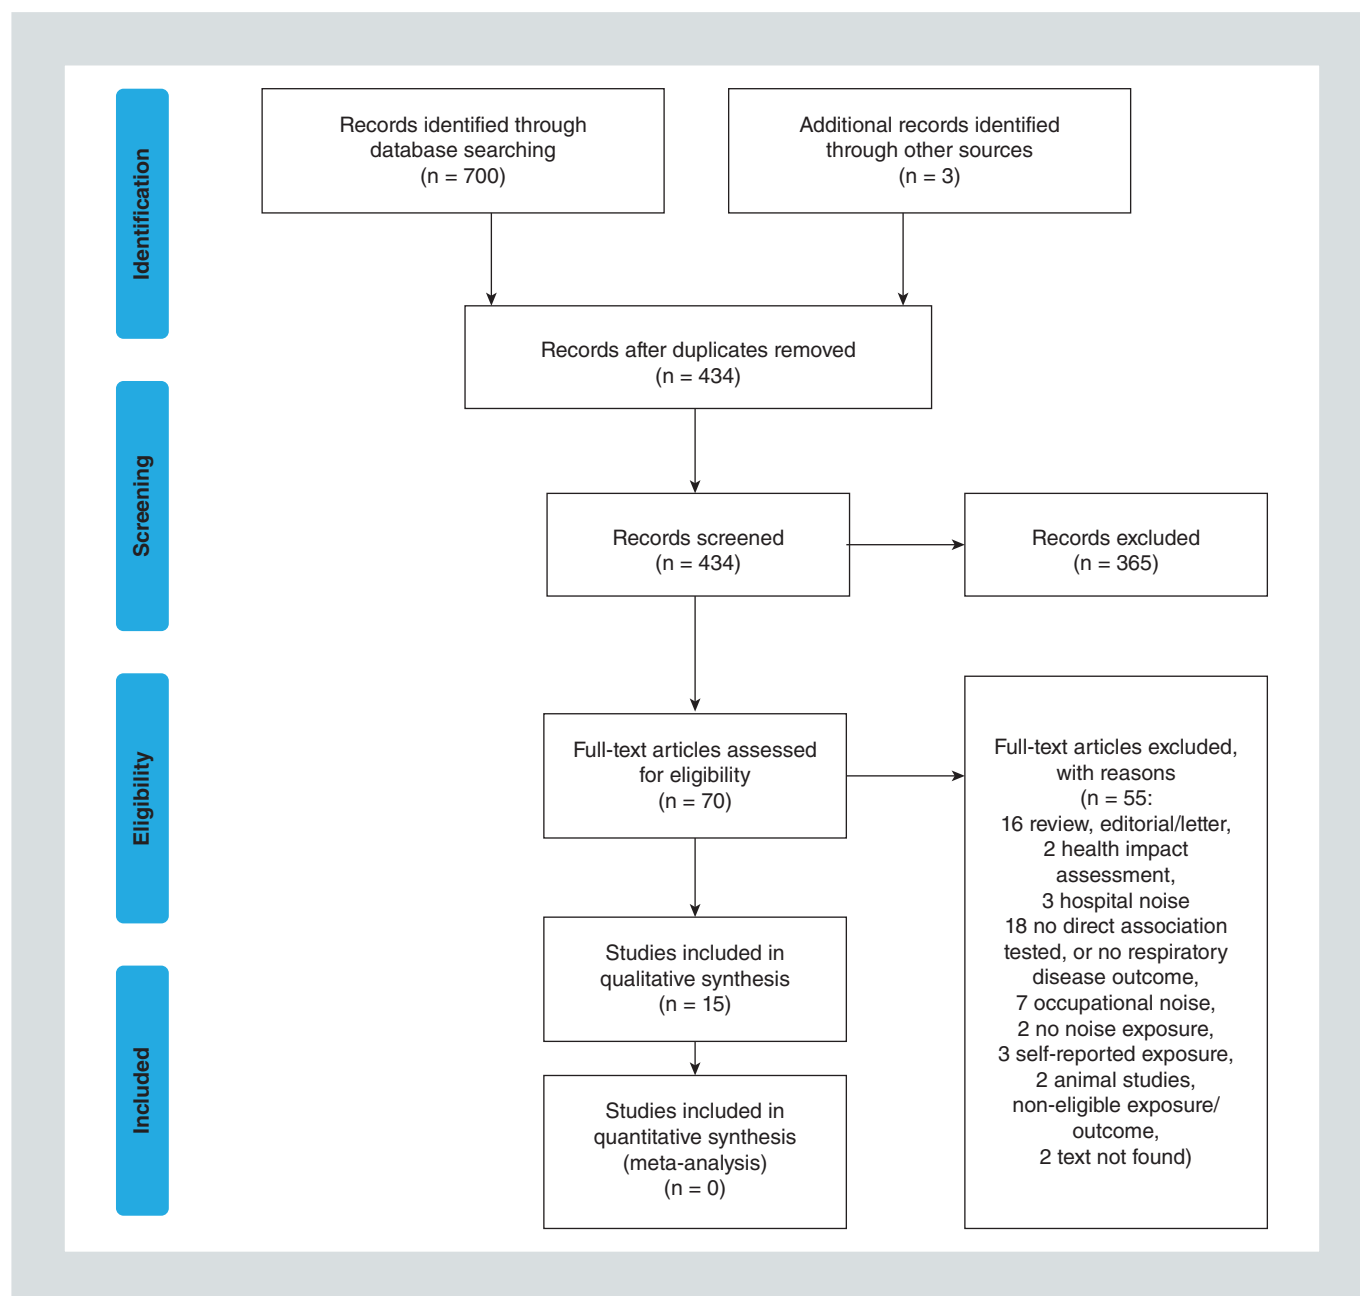 Identification
Records identified through
database searching
(n = 700)
Additional records identified
through other sources
(n = 3)
Records after duplicates removed
(n = 434)
Screening
Records screened
(n = 434)
Records excluded
(n = 365)
Eligibility
Full-text articles assessed
for eligibility
(n = 70)
Full-text articles excluded,
with reasons
(n = 55:
16 review, editorial/letter,
2 health impact
assessment,
3 hospital noise
18 no direct association
tested, or no respiratory
disease outcome,
7 occupational noise,
2 no noise exposure,
3 self-reported exposure,
2 animal studies,
non-eligible exposure/
outcome,
2 text not found)
Studies included in
qualitative synthesis
(n = 15)
Included
Studies included in
quantitative synthesis
(meta-analysis)
(n = 0)